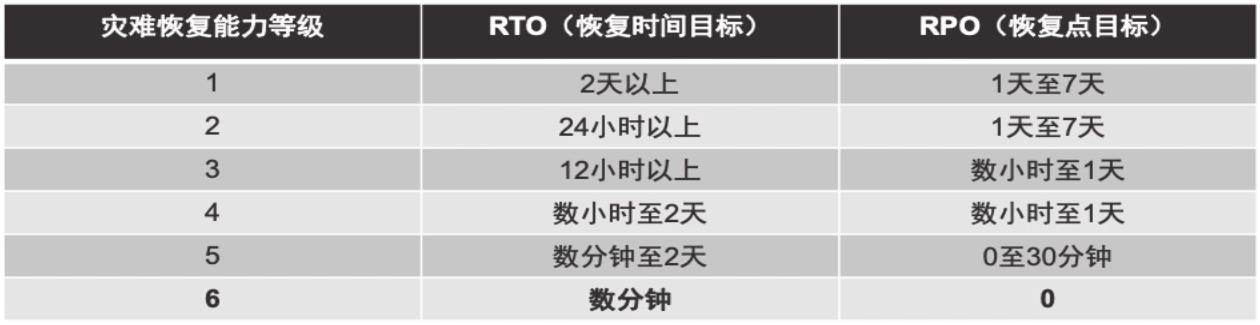 灾难恢复能力等级 RTO（恢复时间目标） RPO（恢复点目标）
1 2天以上 1天至7天
2 24小时以上 1天至7天
3 12小时以上 数小时至1天
4 数小时至2天 数小时至1天
5 数分钟至2天 0至30分钟
6 数分钟 0